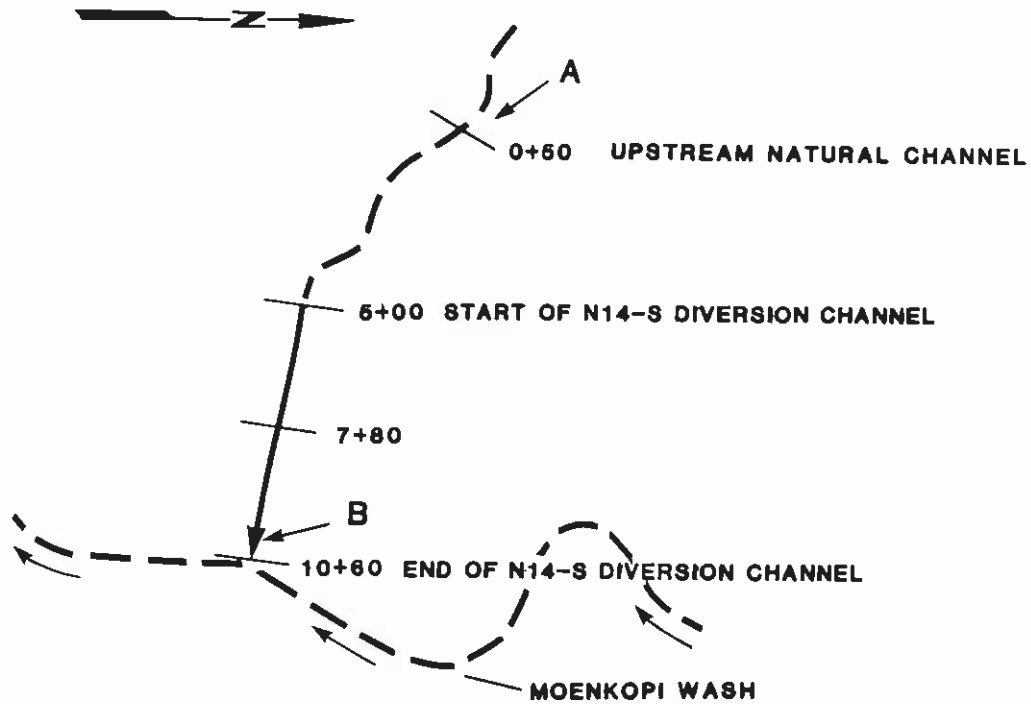 N
A
0+50 UPSTREAM NATURAL CHANNEL
5+00 START OF N14-S DIVERSION CHANNEL
7+80
B
10+60 END OF N14-S DIVERSION CHANNEL
MOENKOPI WASH